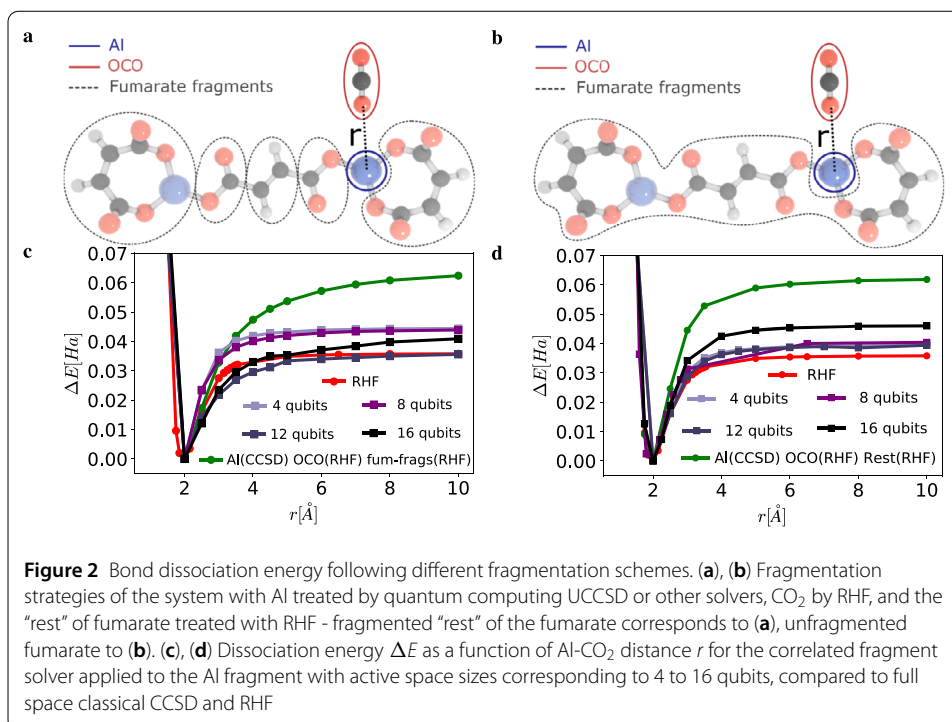 a
Al
OCO
Fumarate fragments
r
b
Al
OCO
Fumarate fragments
r
c
0.07
0.06
0.05
0.04
0.03
0.02
0.01
0.00
ΔE[Ha]
RHF
4 qubits
8 qubits
12 qubits
16 qubits
Al(CCSD) OCO(RHF) fum-frags(RHF)
2 4 6 8 10
r[Å]
d
0.07
0.06
0.05
0.04
0.03
0.02
0.01
0.00
ΔE[Ha]
RHF
4 qubits
8 qubits
12 qubits
16 qubits
Al(CCSD) OCO(RHF) Rest(RHF)
2 4 6 8 10
r[Å]
Figure 2 Bond dissociation energy following different fragmentation schemes. (a), (b) Fragmentation
strategies of the system with Al treated by quantum computing UCCSD or other solvers, CO₂ by RHF, and the
“rest” of fumarate treated with RHF - fragmented “rest” of the fumarate corresponds to (a), unfragmented
fumarate to (b). (c), (d) Dissociation energy ΔE as a function of Al-CO₂ distance r for the correlated fragment
solver applied to the Al fragment with active space sizes corresponding to 4 to 16 qubits, compared to full
space classical CCSD and RHF